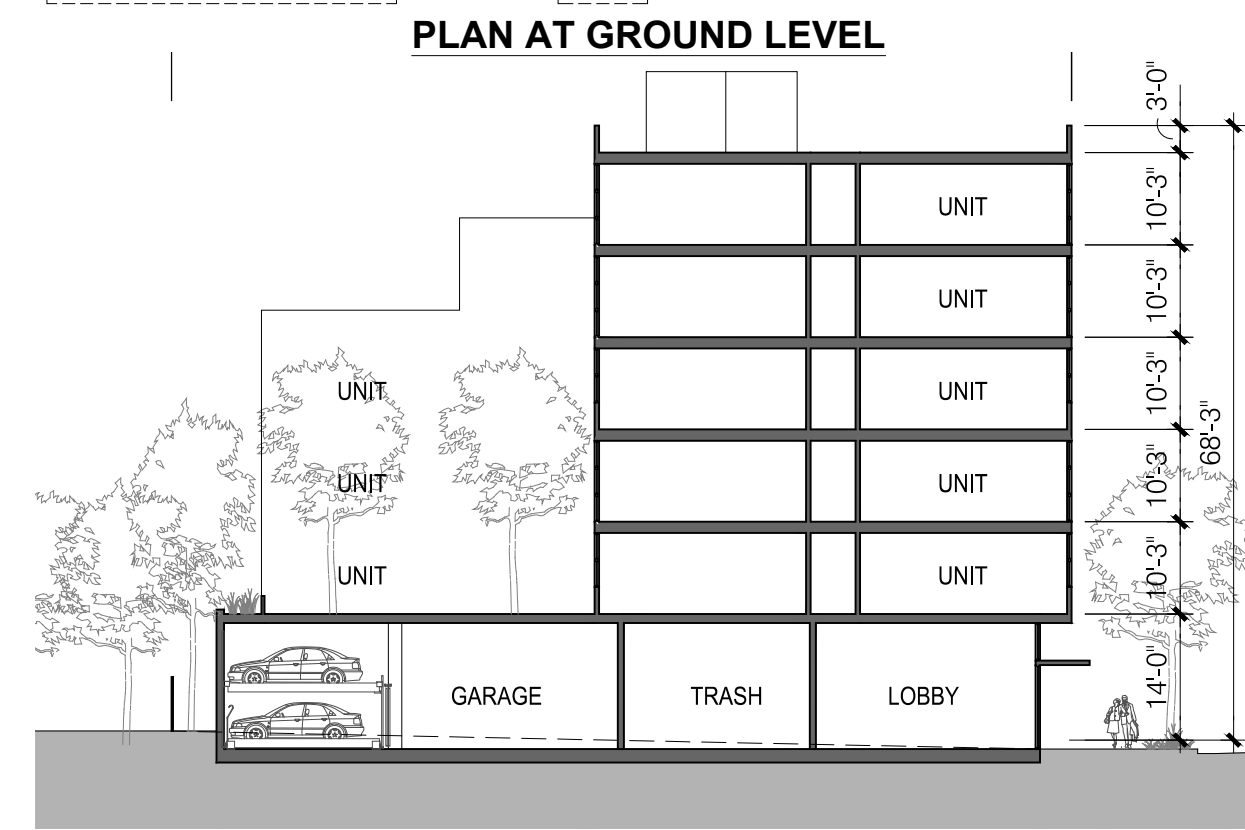 PLAN AT GROUND LEVEL
3'-0"
UNIT
10'-3"
UNIT
10'-3"
UNIT
UNIT
10'-3"
68'-3"
UNIT
UNIT
10'-3"
UNIT
UNIT
10'-3"
GARAGE
TRASH
LOBBY
14'-0"